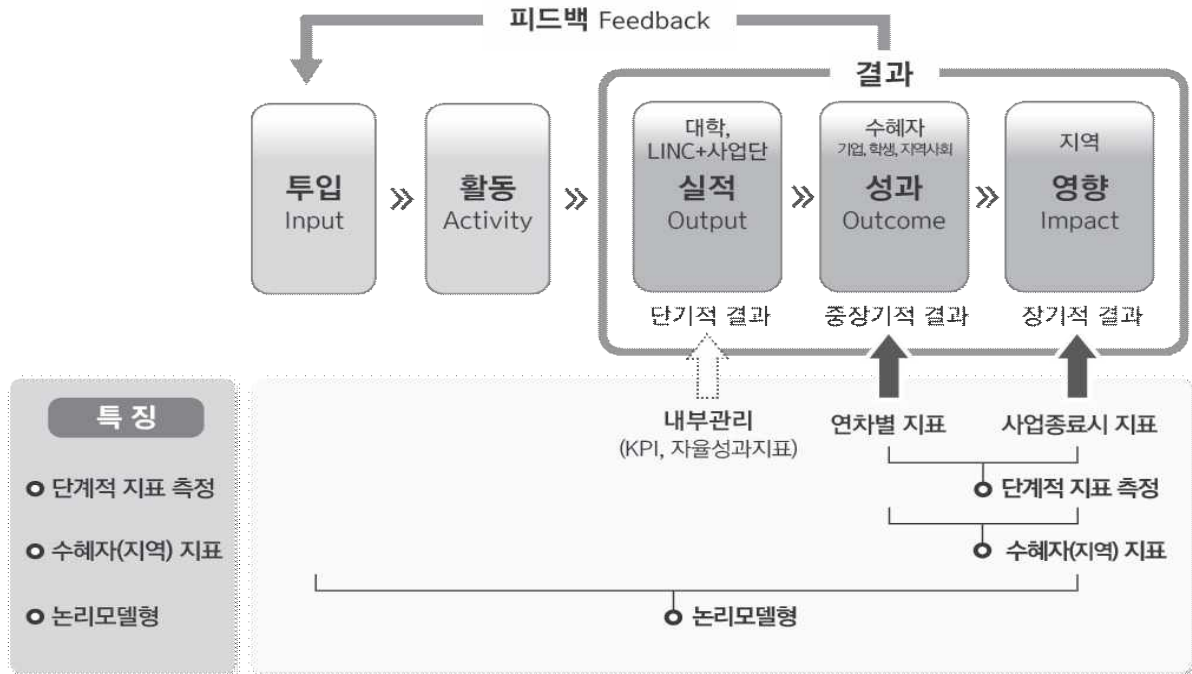 피드백 Feedback
결과
투입
Input
활동
Activity
대학,
LINC+사업단
실적
Output
수혜자
기업, 학생, 지역사회
성과
Outcome
지역
영향
Impact
단기적 결과
중장기적 결과
장기적 결과
특징
단계적 지표 측정
수혜자(지역) 지표
논리모델형
내부관리
(KPI, 자율성과지표)
연차별 지표
사업종료시 지표
단계적 지표 측정
수혜자(지역) 지표
논리모델형